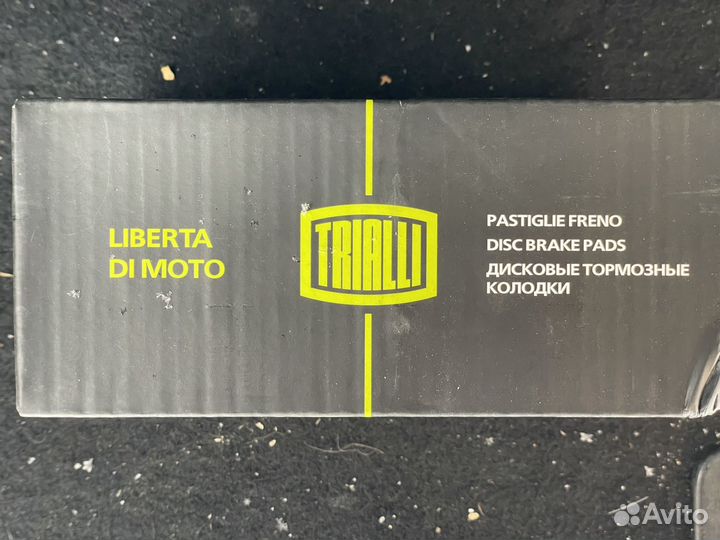 LIBERTA
DI MOTO
TRIALLI
PASTIGLIE FRENO
DISC BRAKE PADS
ДИСКОВЫЕ ТОРМОЗНЫЕ
КОЛОДКИ
Avito